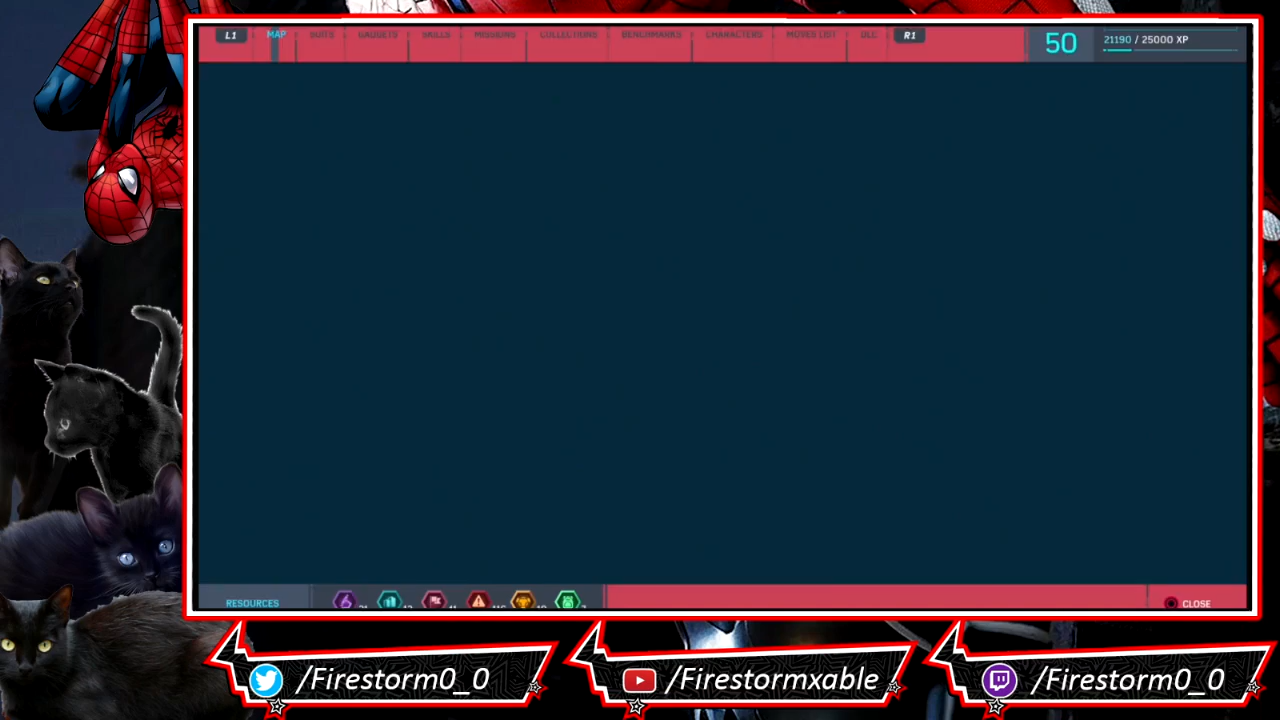 L1 MAP SUITS GADGETS SKILLS MISSIONS COLLECTIONS BENCHMARKS CHARACTERS MOVES LIST DLC R1
50 21190 / 25000 XP
RESOURCES
CLOSE
/Firestorm0_0 /Firestormxable /Firestorm0_0